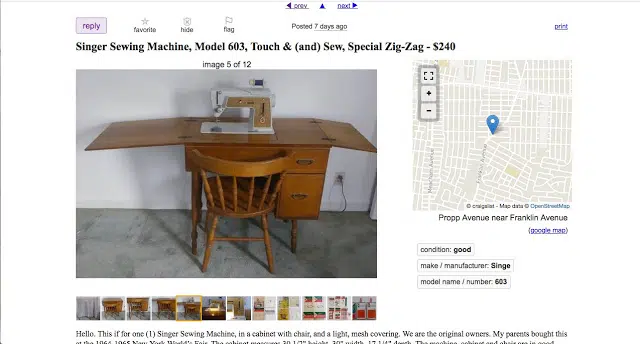 ◄ prev ▲ next ►
reply
favorite
hide
flag
Posted 7 days ago
print
Singer Sewing Machine, Model 603, Touch & (and) Sew, Special Zig-Zag - $240
image 5 of 12
+
−
Franklin Avenue
© craigslist - Map data © OpenStreetMap
Propp Avenue near Franklin Avenue
(google map)
condition: good
make / manufacturer: Singe
model name / number: 603
Hello. This if for one (1) Singer Sewing Machine, in a cabinet with chair, and a light, mesh covering. We are the original owners. My parents bought this
at the 1964-1965 New York World's Fair. The cabinet measures 30 1/2" height, 30" width, 17 1/4" depth. The machine, cabinet and chair are in good